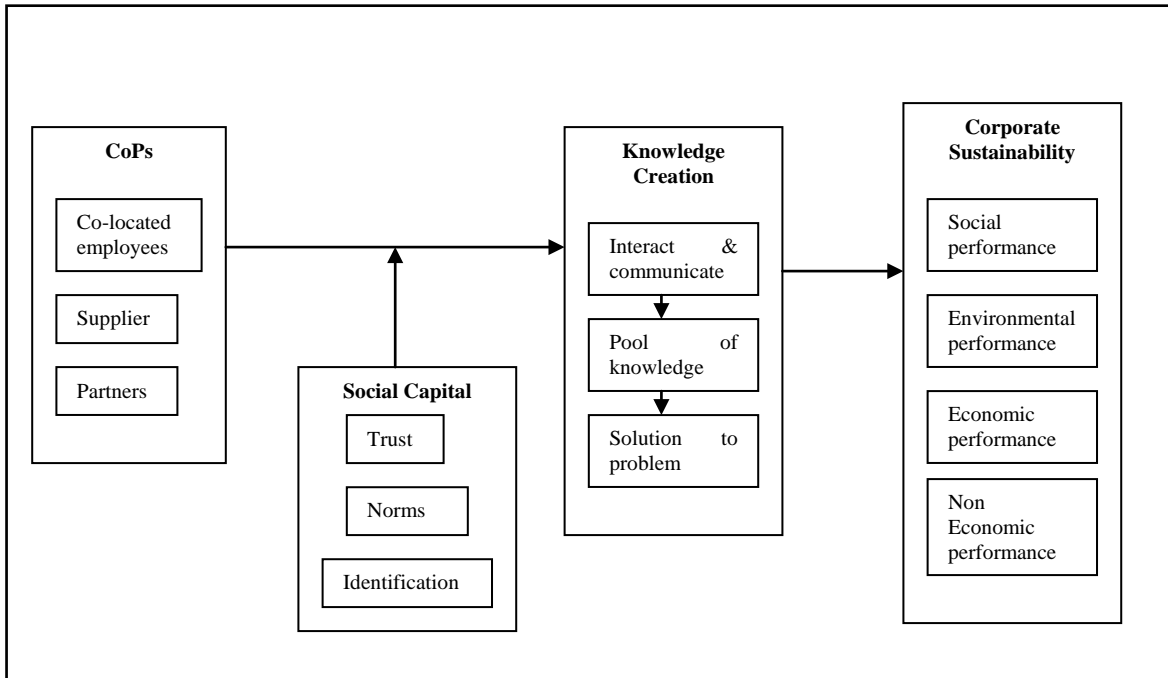 CoPs
Co-located
employees
Supplier
Partners
Social Capital
Trust
Norms
Identification
Knowledge
Creation
Interact &
communicate
Pool of
knowledge
Solution to
problem
Corporate
Sustainability
Social
performance
Environmental
performance
Economic
performance
Non
Economic
performance